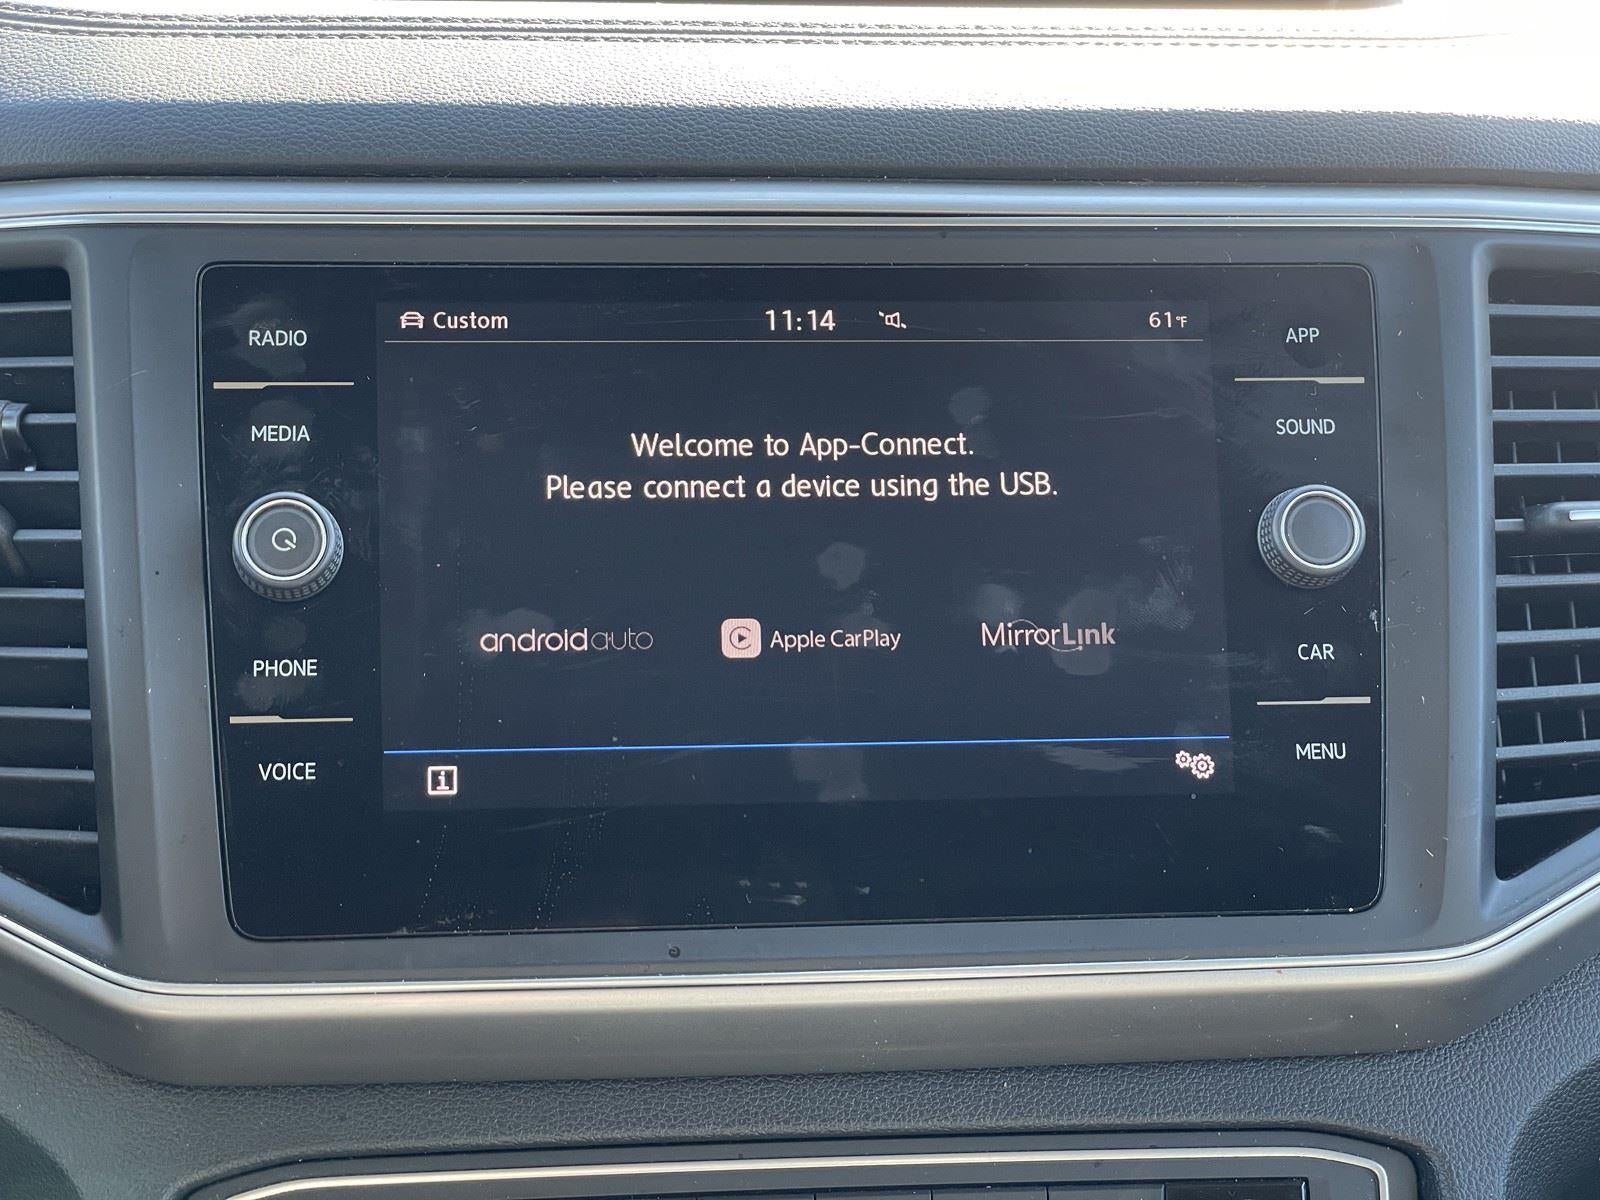 Custom 11:14 61°F
RADIO
MEDIA
PHONE
VOICE
Welcome to App-Connect.
Please connect a device using the USB.
androidauto
Apple CarPlay
MirrorLink
i
APP
SOUND
CAR
MENU